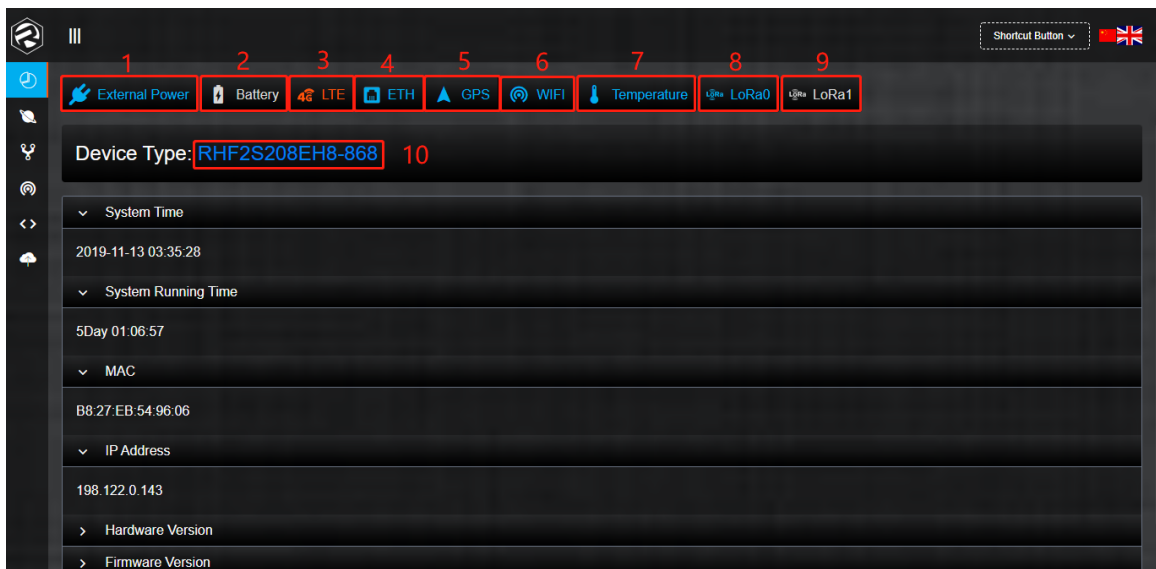 Shortcut Button
1 2 3 4 5 6 7 8 9
External Power Battery 4G LTE ETH GPS WIFI Temperature LoRa LoRa0 LoRa LoRa1
Device Type: RHF2S208EH8-868 10
System Time
2019-11-13 03:35:28
System Running Time
5Day 01:06:57
MAC
B8:27:EB:54:96:06
IP Address
198.122.0.143
Hardware Version
Firmware Version